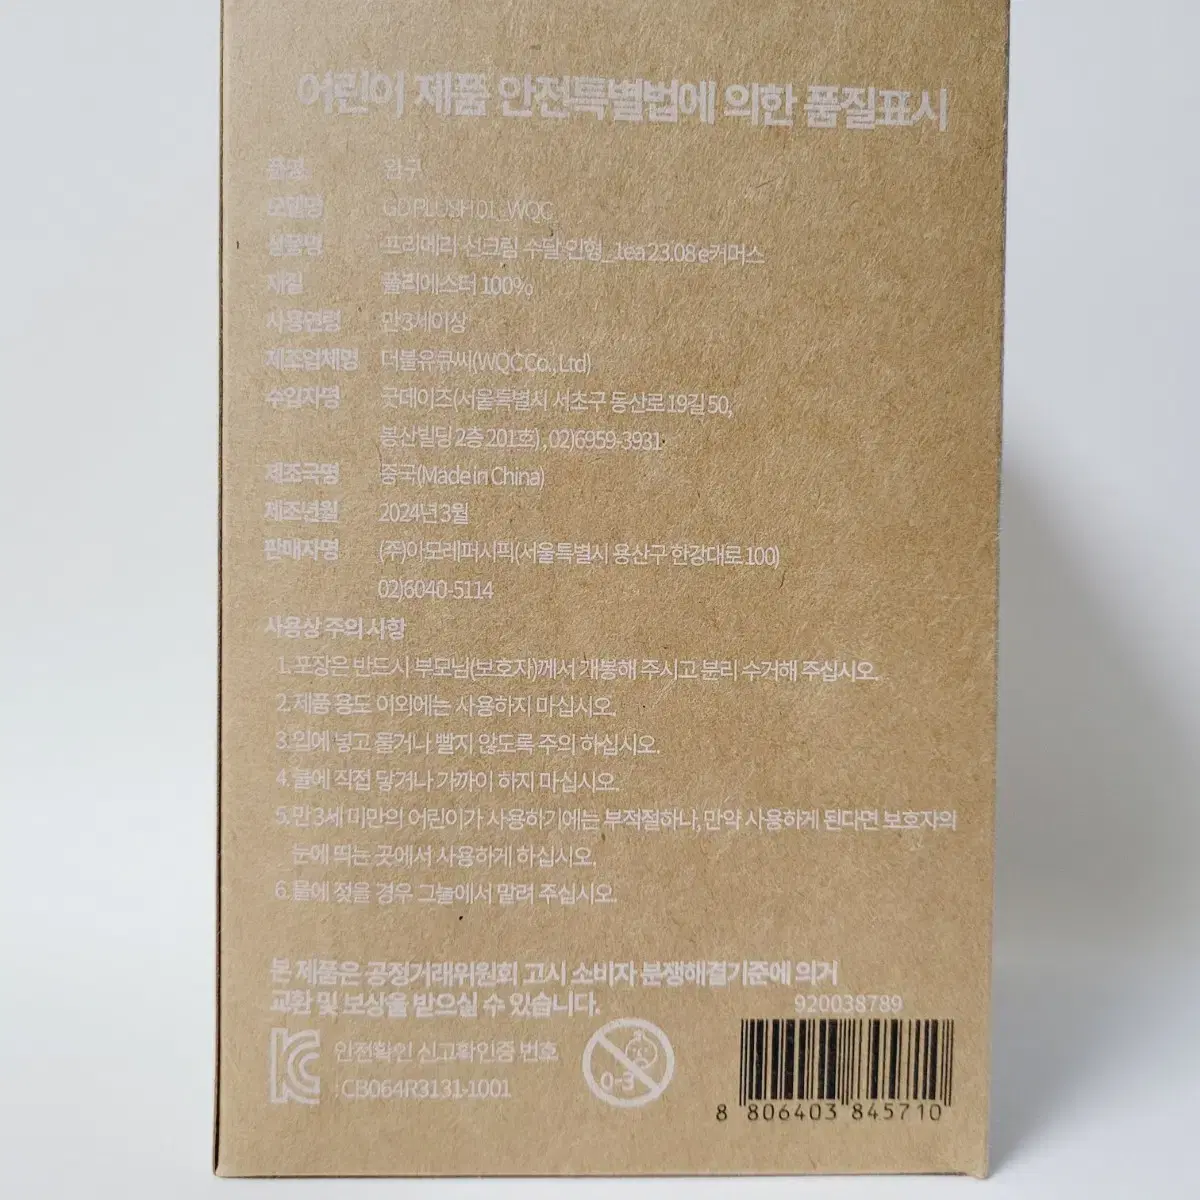 어린이 제품 안전특별법에 의한 품질표시
품명 완구
모델명 GDPLUSH01_WQC
실물명 프리메라 선크림 수달 인형_1ea 23.08 e커머스
재질 폴리에스터 100%
사용연령 만3세이상
제조업체명 더블유큐씨(WQC Co., Ltd)
수입자명 굿데이즈(서울특별시 서초구 동산로 19길 50,
봉산빌딩 2층 201호) , 02)6959-3931
제조국명 중국(Made in China)
제조년월 2024년 3월
판매자명 (주)아모레퍼시픽(서울특별시 용산구 한강대로 100)
02)6040-5114
사용상 주의 사항
1. 포장은 반드시 부모님(보호자)께서 개봉해 주시고 분리 수거해 주십시오.
2. 제품 용도 이외에는 사용하지 마십시오.
3. 입에 넣고 물거나 빨지 않도록 주의 하십시오.
4. 불에 직접 닿거나 가까이 하지 마십시오.
5. 만 3세 미만의 어린이가 사용하기에는 부적절하나, 만약 사용하게 된다면 보호자의
눈에 띄는 곳에서 사용하게 하십시오.
6. 물에 젖을 경우 그늘에서 말려 주십시오.
본 제품은 공정거래위원회 고시 소비자 분쟁해결기준에 의거
교환 및 보상을 받으실 수 있습니다.
920038789
안전확인 신고확인증 번호
: CB064R3131-1001
0-3
8 806403 845710